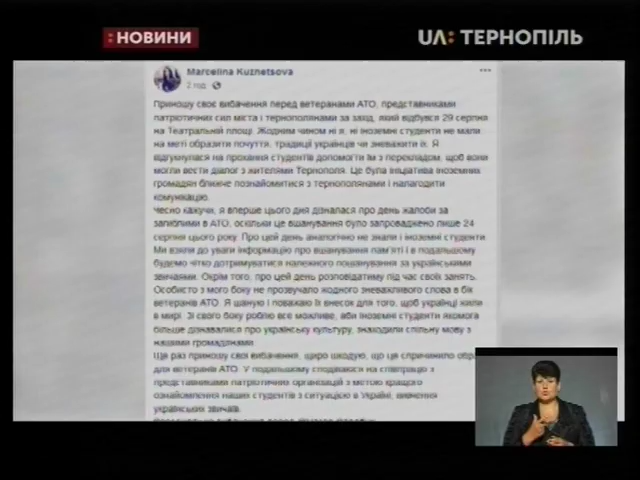 НОВИНИ
UA: ТЕРНОПІЛЬ
Marcelina Kuznetsova
2 год.
Приношу своє вибачення перед ветеранами АТО, представниками
патріотичних сил міста і тернополянами за захід, який відбувся 29 серпня
на Театральній площі. Жодним чином ні я, ні іноземні студенти не мали
на меті образити почуття, традиції українців чи зневажити їх. Я
відгукнулася на прохання студентів допомогти їм з перекладом, щоб вони
могли вести діалог з жителями Тернополя. Це була ініціатива іноземних
громадян ближче познайомитися з тернополянами і налагодити
комунікацію.
Чесно кажучи, я вперше цього дня дізналася про день жалоби за
загиблими в АТО, оскільки це вшанування було запроваджено лише 24
серпня цього року. Про цей день аналогічно не знали і іноземні студенти.
Ми взяли до уваги інформацію про вшанування пам'яті і в подальшому
будемо чітко дотримуватися належного пошанування за українськими
звичаями. Окрім того, про цей день розповідатиму під час своїх занять.
Особисто з мого боку не прозвучало жодного зневажливого слова в бік
ветеранів АТО. Я шаную і поважаю їх внесок для того, щоб українці жили
в мирі. Зі свого боку роблю все можливе, аби іноземні студенти якомога
більше дізнавалися про українську культуру, знаходили спільну мову з
нашими громадянами.
Ще раз приношу свої вибачення, щиро шкодую, що це спричинило обра
для ветеранів АТО. У подальшому сподіваюся на співпрацю з
представниками патріотичних організацій з метою кращого
ознайомлення наших студентів з ситуацією в Україні, вивчення
українських звичаїв.